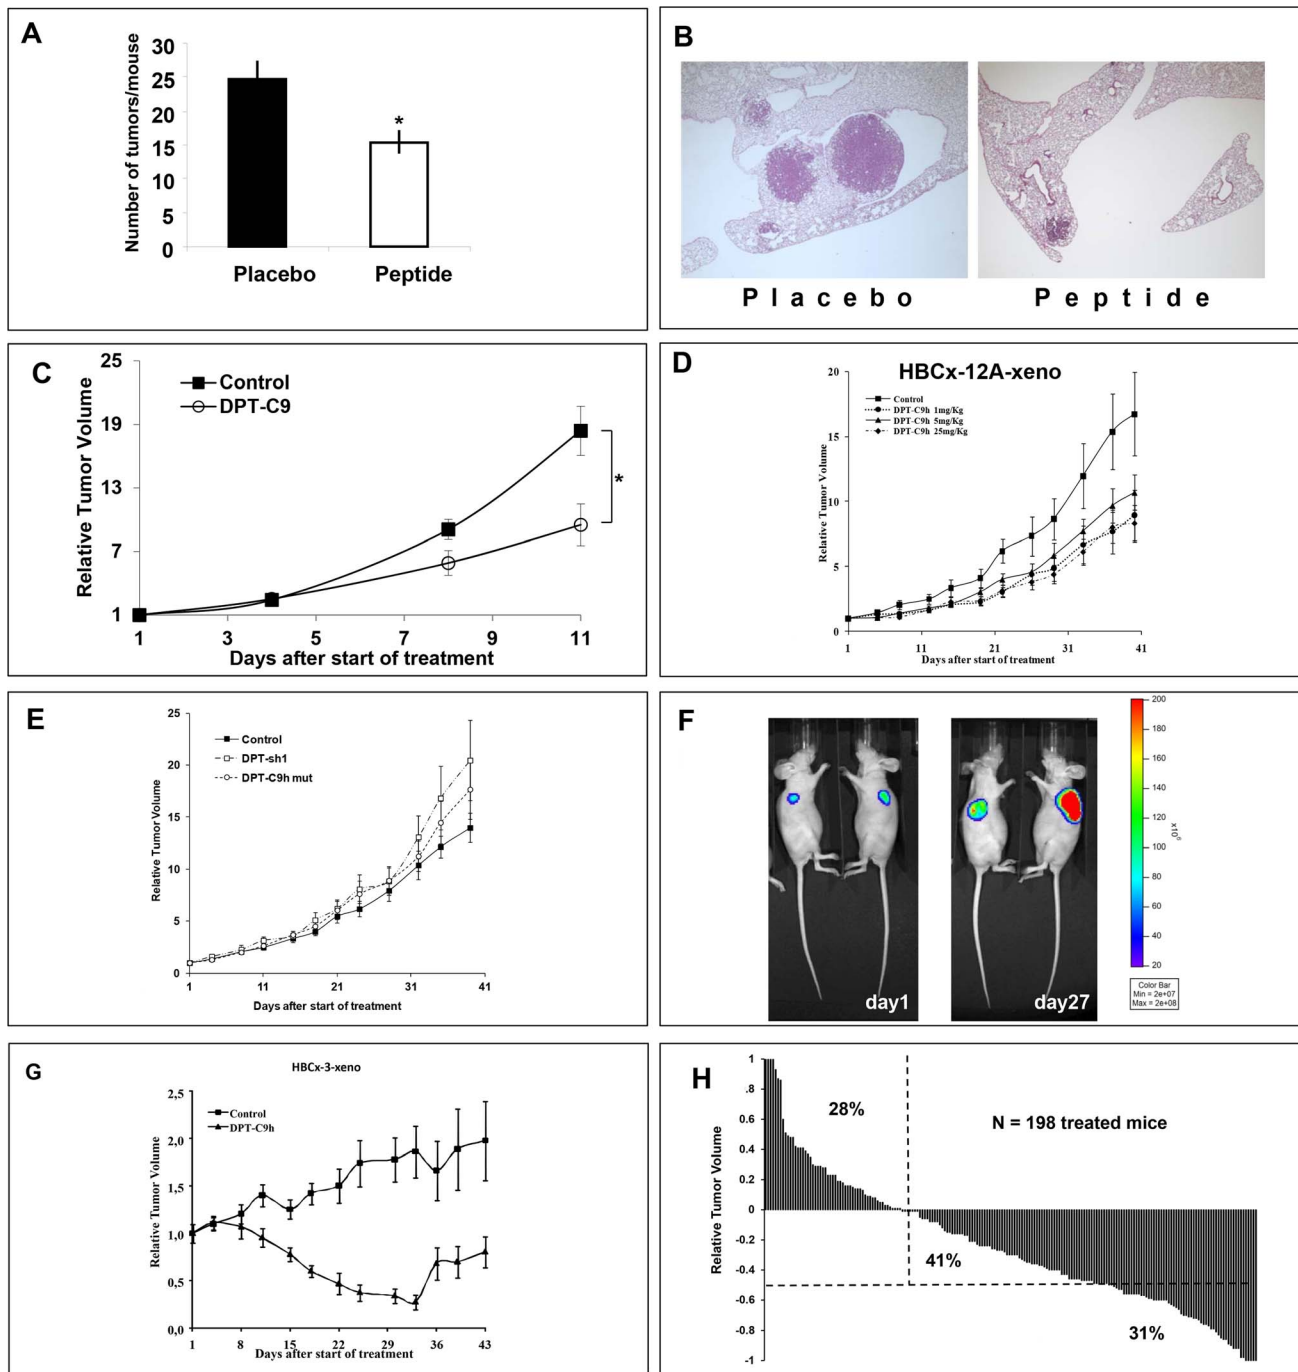 A
Number of tumors/mouse
30
25
20
15
10
5
0
*
Placebo
Peptide
B
Placebo
Peptide
C
Relative Tumor Volume
25
19
13
7
1
Control
DPT-C9
*
1 3 5 7 9 11
Days after start of treatment
D
HBCx-12A-xeno
Relative Tumor Volume
20
15
10
5
0
Control
DPT-C9h 1mg/Kg
DPT-C9h 5mg/Kg
DPT-C9h 25mg/Kg
1 11 21 31 41
Days after start of treatment
E
Relative Tumor Volume
25
20
15
10
5
0
Control
DPT-sh1
DPT-C9h mut
1 11 21 31 41
Days after start of treatment
F
day1
day27
200
180
160
140
120
100
80
60
40
20
x10⁶
Color Bar
Min = 2e+07
Max = 2e+08
G
HBCx-3-xeno
Relative Tumor Volume
2,5
2,0
1,5
1,0
0,5
0,0
Control
DPT-C9h
1 8 15 22 29 36 43
Days after start of treatment
H
Relative Tumor Volume
1
.8
0.6
0.4
0.2
0
-0.2
-0.4
-0.6
-0.8
-1
28%
N = 198 treated mice
41%
31%